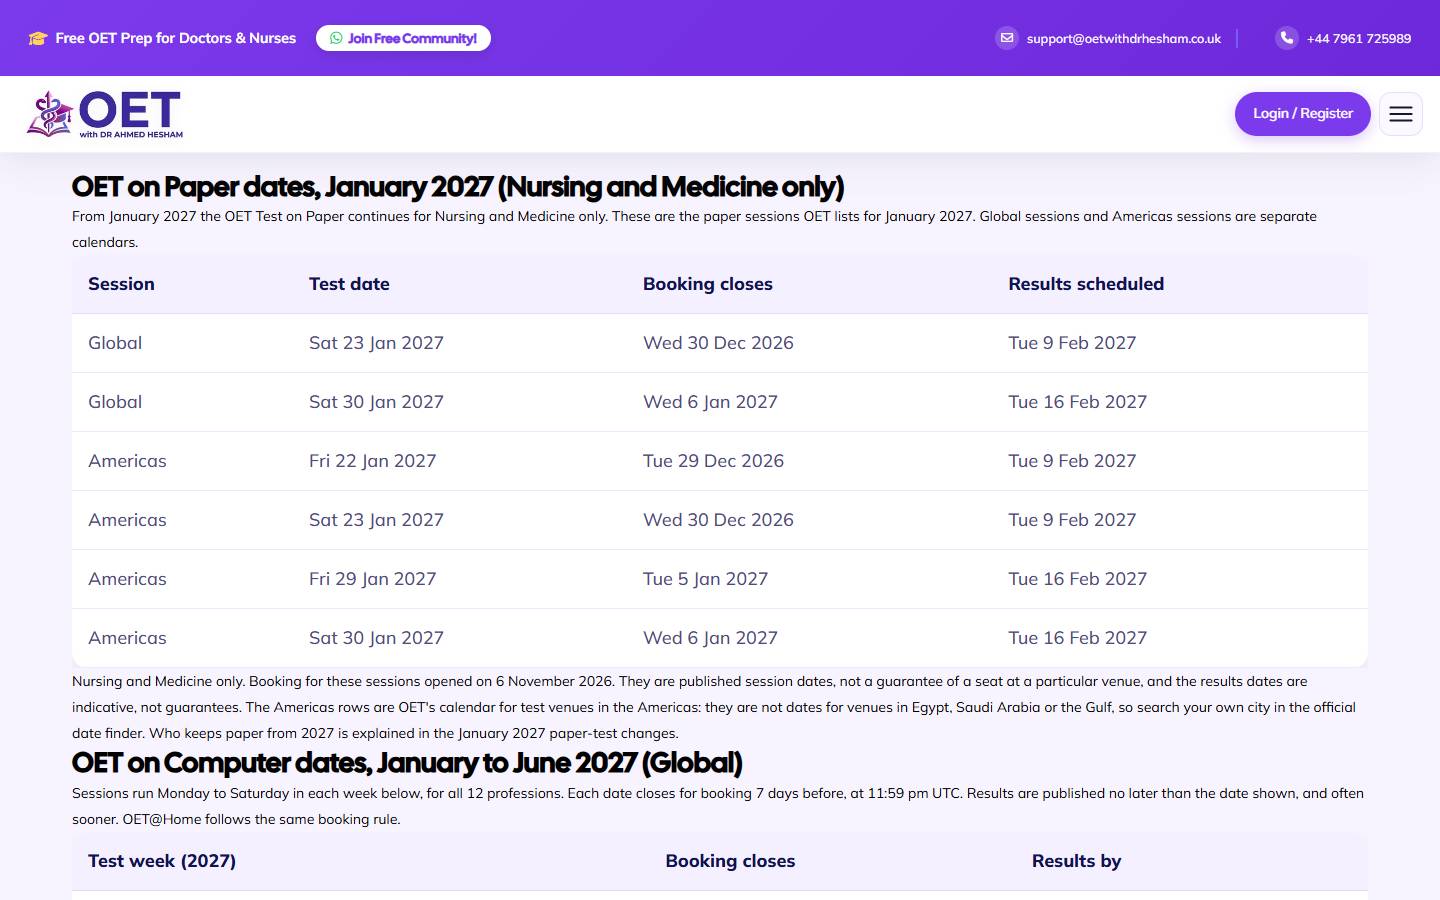 Free OET Prep for Doctors & Nurses
Join Free Community!
support@oetwithdrhesham.co.uk
+44 7961 725989
OET
with DR AHMED HESHAM
Login / Register
OET on Paper dates, January 2027 (Nursing and Medicine only)
From January 2027 the OET Test on Paper continues for Nursing and Medicine only. These are the paper sessions OET lists for January 2027. Global sessions and Americas sessions are separate
calendars.
Session Test date Booking closes Results scheduled
Global Sat 23 Jan 2027 Wed 30 Dec 2026 Tue 9 Feb 2027
Global Sat 30 Jan 2027 Wed 6 Jan 2027 Tue 16 Feb 2027
Americas Fri 22 Jan 2027 Tue 29 Dec 2026 Tue 9 Feb 2027
Americas Sat 23 Jan 2027 Wed 30 Dec 2026 Tue 9 Feb 2027
Americas Fri 29 Jan 2027 Tue 5 Jan 2027 Tue 16 Feb 2027
Americas Sat 30 Jan 2027 Wed 6 Jan 2027 Tue 16 Feb 2027
Nursing and Medicine only. Booking for these sessions opened on 6 November 2026. They are published session dates, not a guarantee of a seat at a particular venue, and the results dates are
indicative, not guarantees. The Americas rows are OET's calendar for test venues in the Americas: they are not dates for venues in Egypt, Saudi Arabia or the Gulf, so search your own city in the official
date finder. Who keeps paper from 2027 is explained in the January 2027 paper-test changes.
OET on Computer dates, January to June 2027 (Global)
Sessions run Monday to Saturday in each week below, for all 12 professions. Each date closes for booking 7 days before, at 11:59 pm UTC. Results are published no later than the date shown, and often
sooner. OET@Home follows the same booking rule.
Test week (2027) Booking closes Results by